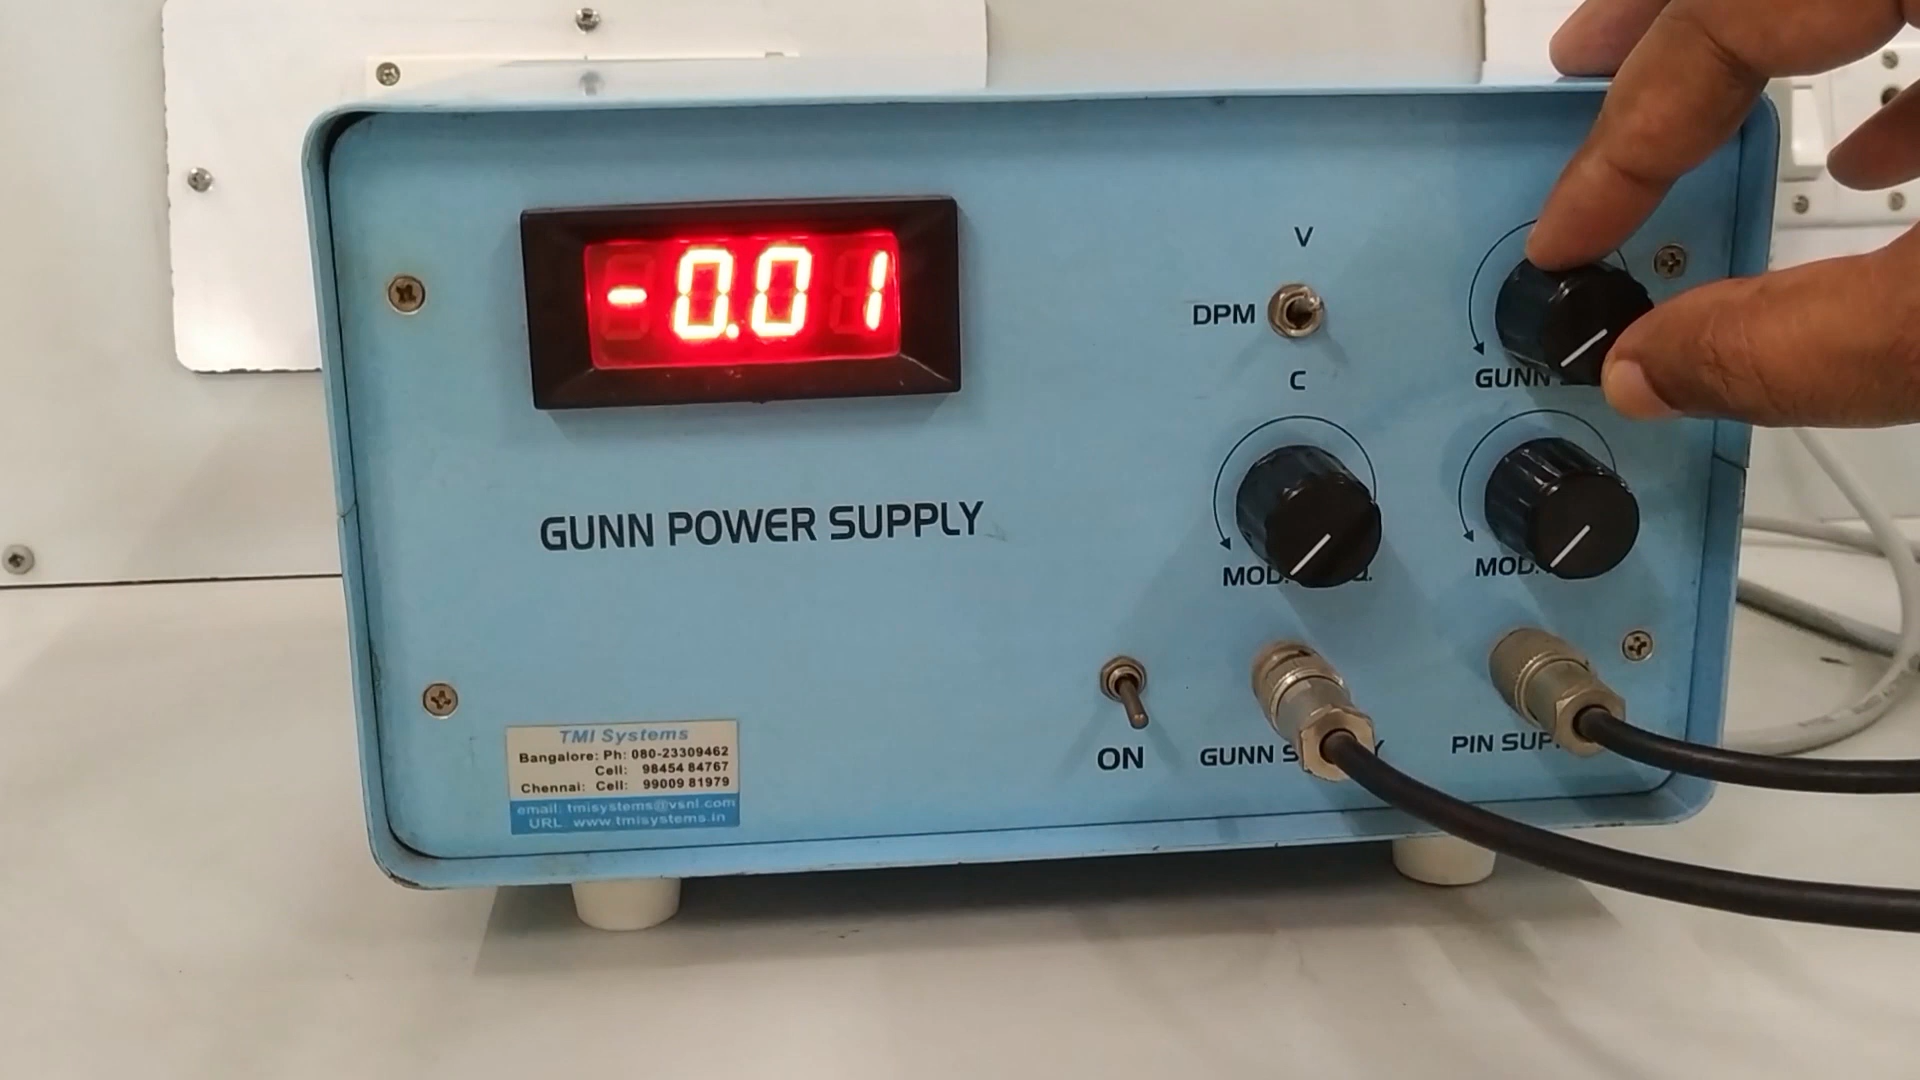 -0.01
V
DPM
C
GUNN
MOD.
MOD.
GUNN POWER SUPPLY
ON
GUNN
PIN
TMI Systems
Bangalore: Ph: 080-23309462
Cell: 98454 84767
Chennai: Cell: 99009 81979
email: tmisystems@vsnl.com
URL www.tmisystems.in